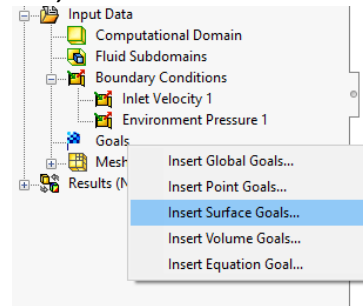 Input Data
Computational Domain
Fluid Subdomains
Boundary Conditions
Inlet Velocity 1
Environment Pressure 1
Goals
Mesh
Results (N
Insert Global Goals...
Insert Point Goals...
Insert Surface Goals...
Insert Volume Goals...
Insert Equation Goal...